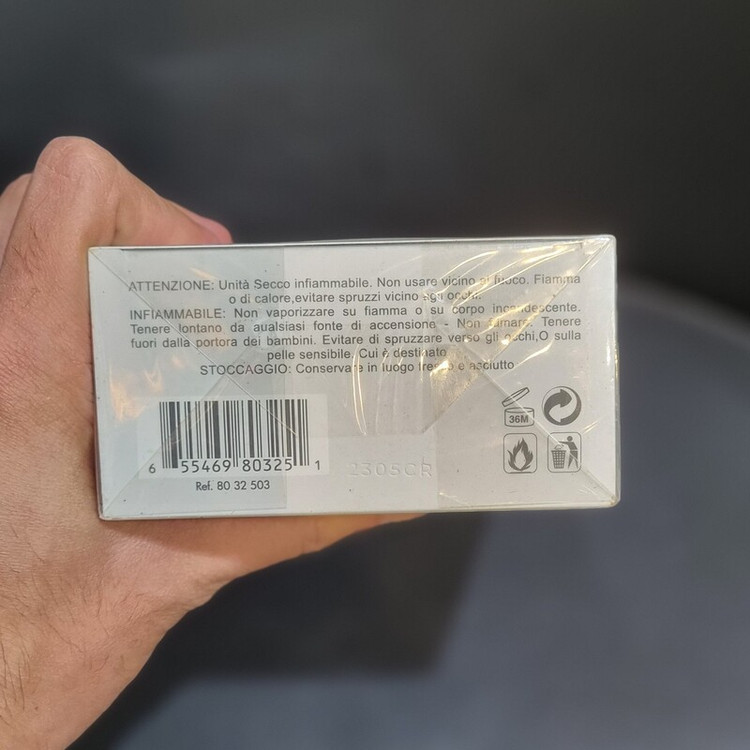 ATTENZIONE: Unità Secco infiammabile. Non usare vicino al fuoco. Fiamma
o di calore,evitare spruzzi vicino agli occhi.
INFIAMMABILE: Non vaporizzare su fiamma o su corpo incandescente.
Tenere lontano da aualsiasi fonte di accensione - Non fumare. Tenere
fuori dalla portora dei bambini. Evitare di spruzzare verso gli occhi,O sulla
pelle sensibile. Cui è destinato
STOCCAGGIO: Conservare in luogo fresco e asciutto
36M
6 55469 80325 1
2305CR
Ref. 80 32 503